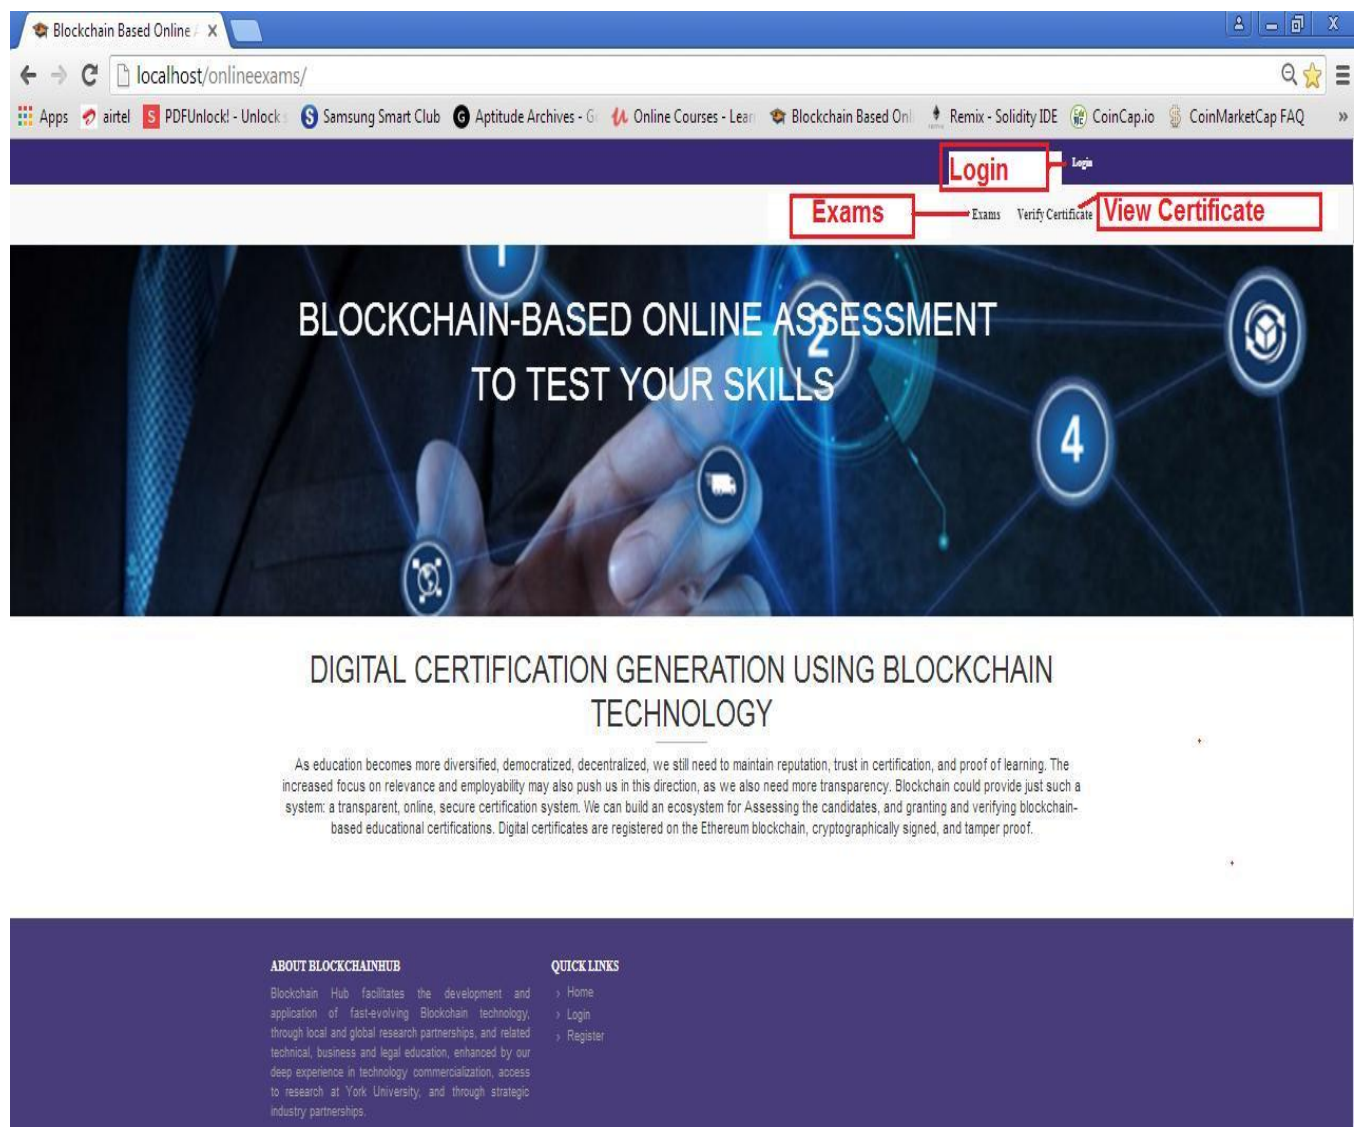 Blockchain Based Online A
localhost/onlineexams/
Apps airtel PDFUnlock! - Unlock Samsung Smart Club Aptitude Archives - G Online Courses - Lear Blockchain Based Onl Remix - Solidity IDE CoinCap.io CoinMarketCap FAQ »
Login Login
Exams Exams Verify Certificate View Certificate
1
BLOCKCHAIN-BASED ONLINE ASSESSMENT
2
TO TEST YOUR SKILLS
4
DIGITAL CERTIFICATION GENERATION USING BLOCKCHAIN
TECHNOLOGY
As education becomes more diversified, democratized, decentralized, we still need to maintain reputation, trust in certification, and proof of learning. The
increased focus on relevance and employability may also push us in this direction, as we also need more transparency. Blockchain could provide just such a
system: a transparent, online, secure certification system. We can build an ecosystem for Assessing the candidates, and granting and verifying blockchain-
based educational certifications. Digital certificates are registered on the Ethereum blockchain, cryptographically signed, and tamper proof.
ABOUT BLOCKCHAINHUB
Blockchain Hub facilitates the development and
application of fast-evolving Blockchain technology,
through local and global research partnerships, and related
technical, business and legal education, enhanced by our
deep experience in technology commercialization, access
to research at York University, and through strategic
industry partnerships.
QUICK LINKS
› Home
› Login
› Register